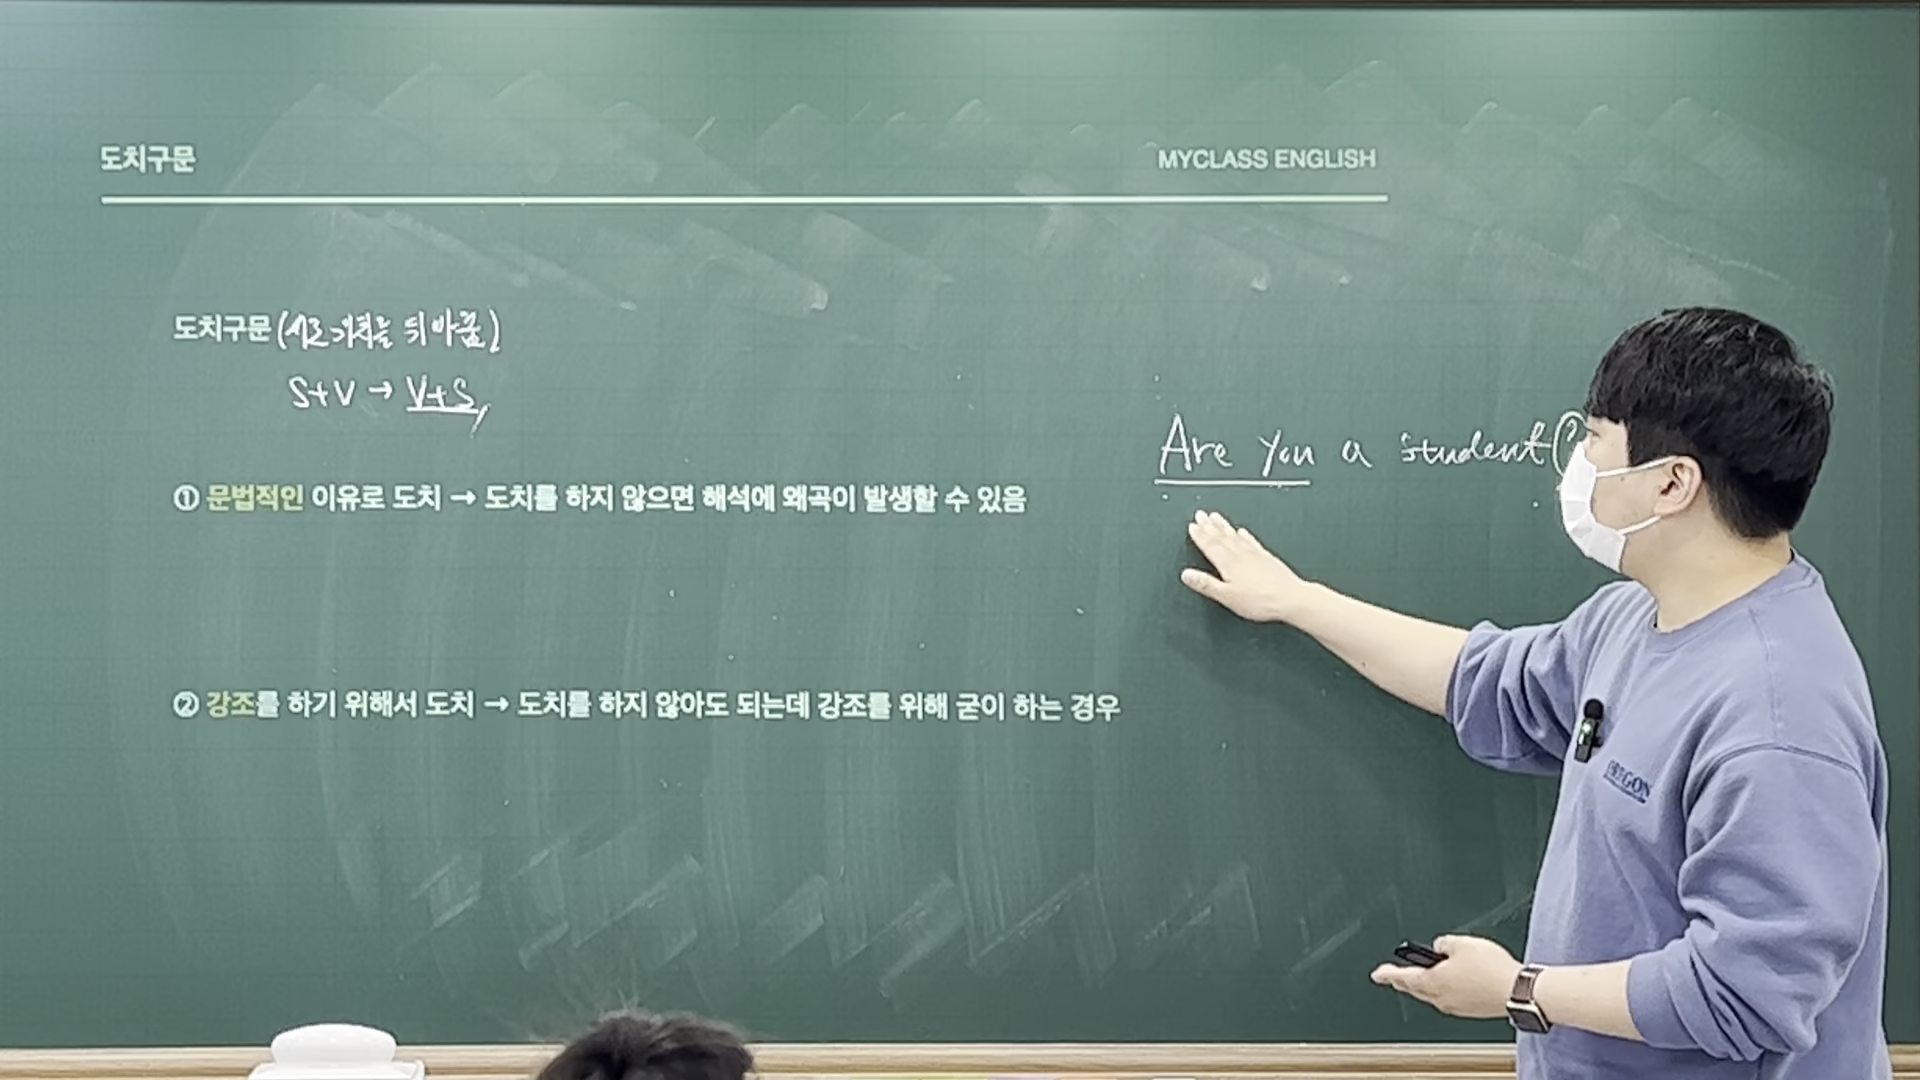 도치구문
MYCLASS ENGLISH
도치구문 (서로 위치를 뒤바꿈)
S+V → V+S
Are you a student(?
① 문법적인 이유로 도치 → 도치를 하지 않으면 해석에 왜곡이 발생할 수 있음
② 강조를 하기 위해서 도치 → 도치를 하지 않아도 되는데 강조를 위해 굳이 하는 경우
OREGON